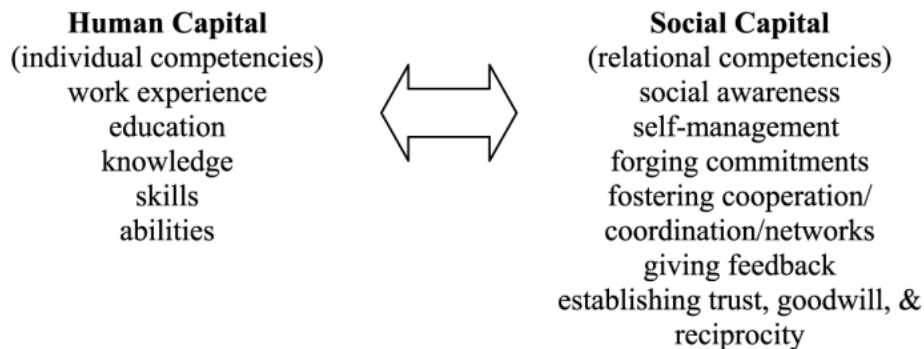 Human Capital
(individual competencies)
work experience
education
knowledge
skills
abilities
Social Capital
(relational competencies)
social awareness
self-management
forging commitments
fostering cooperation/
coordination/networks
giving feedback
establishing trust, goodwill, &
reciprocity